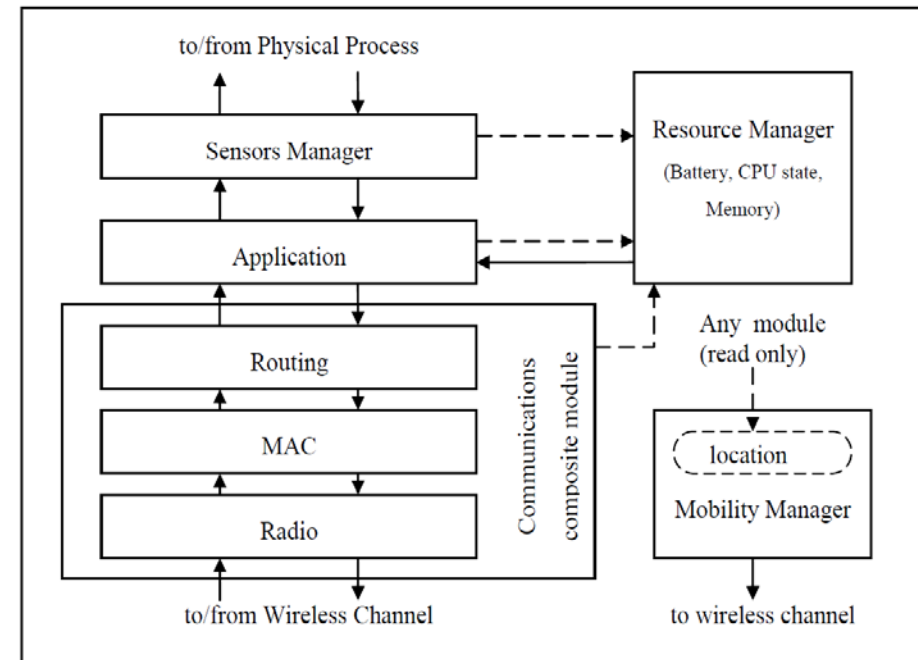 to/from Physical Process
Sensors Manager
Application
Routing
MAC
Radio
Communications
composite module
to/from Wireless Channel
Resource Manager
(Battery, CPU state,
Memory)
Any module
(read only)
location
Mobility Manager
to wireless channel